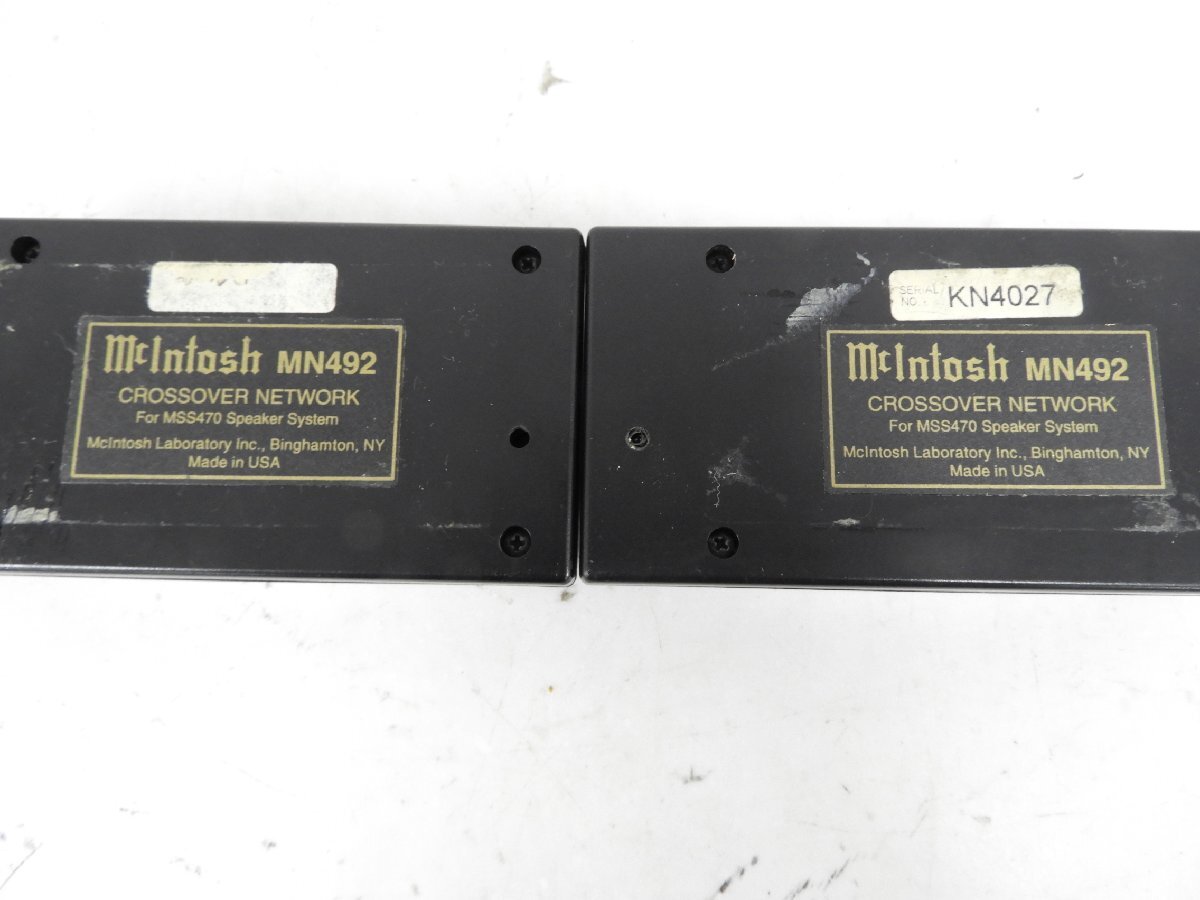 McIntosh MN492
CROSSOVER NETWORK
For MSS470 Speaker System
McIntosh Laboratory Inc., Binghamton, NY
Made in USA
SERIAL
NO.
KN4027
McIntosh MN492
CROSSOVER NETWORK
For MSS470 Speaker System
McIntosh Laboratory Inc., Binghamton, NY
Made in USA